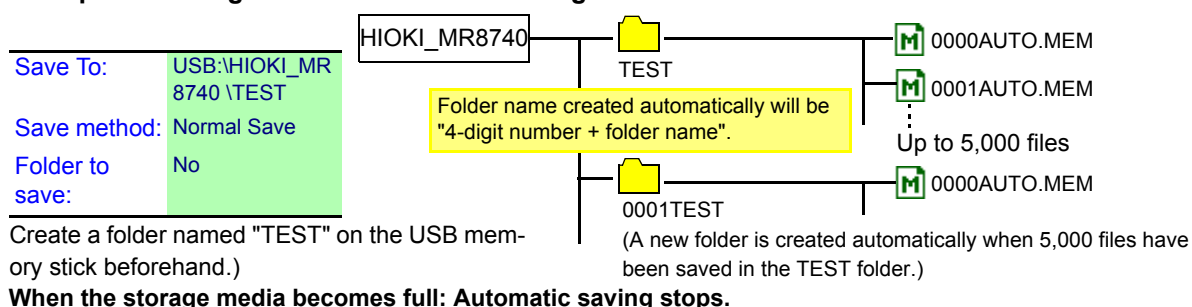 HIOKI_MR8740
Save To: USB:\HIOKI_MR
8740 \TEST
Save method: Normal Save
Folder to No
save:
TEST
0000AUTO.MEM
0001AUTO.MEM
Up to 5,000 files
Folder name created automatically will be
"4-digit number + folder name".
0001TEST
0000AUTO.MEM
Create a folder named "TEST" on the USB mem-
ory stick beforehand.)
(A new folder is created automatically when 5,000 files have
been saved in the TEST folder.)
When the storage media becomes full: Automatic saving stops.